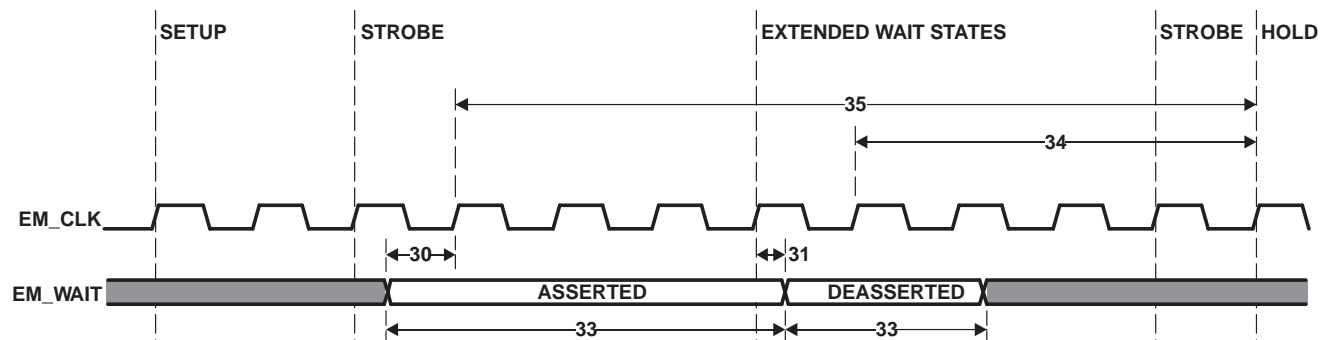 SETUP STROBE EXTENDED WAIT STATES STROBE HOLD
35
34
EM_CLK
30 31
EM_WAIT ASSERTED DEASSERTED
33 33